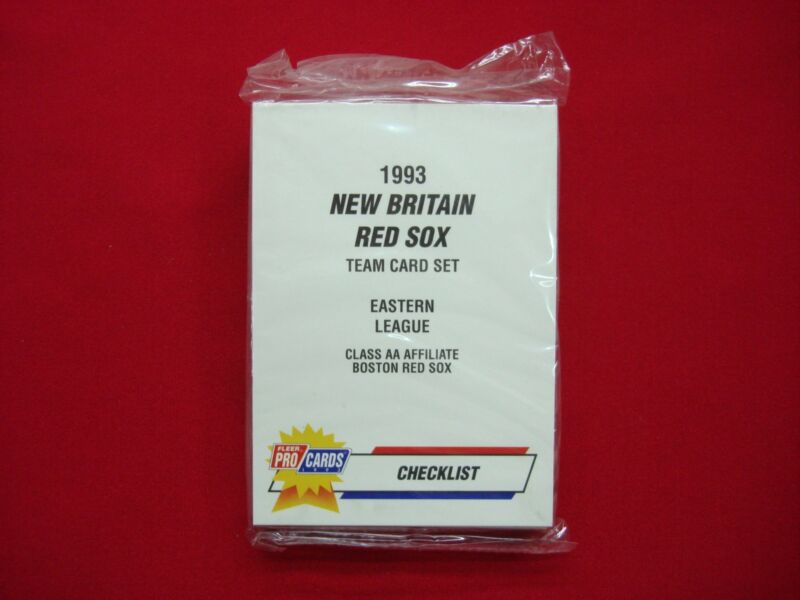 1993
NEW BRITAIN
RED SOX
TEAM CARD SET
EASTERN
LEAGUE
CLASS AA AFFILIATE
BOSTON RED SOX
FLEER
PRO CARDS
1993
CHECKLIST